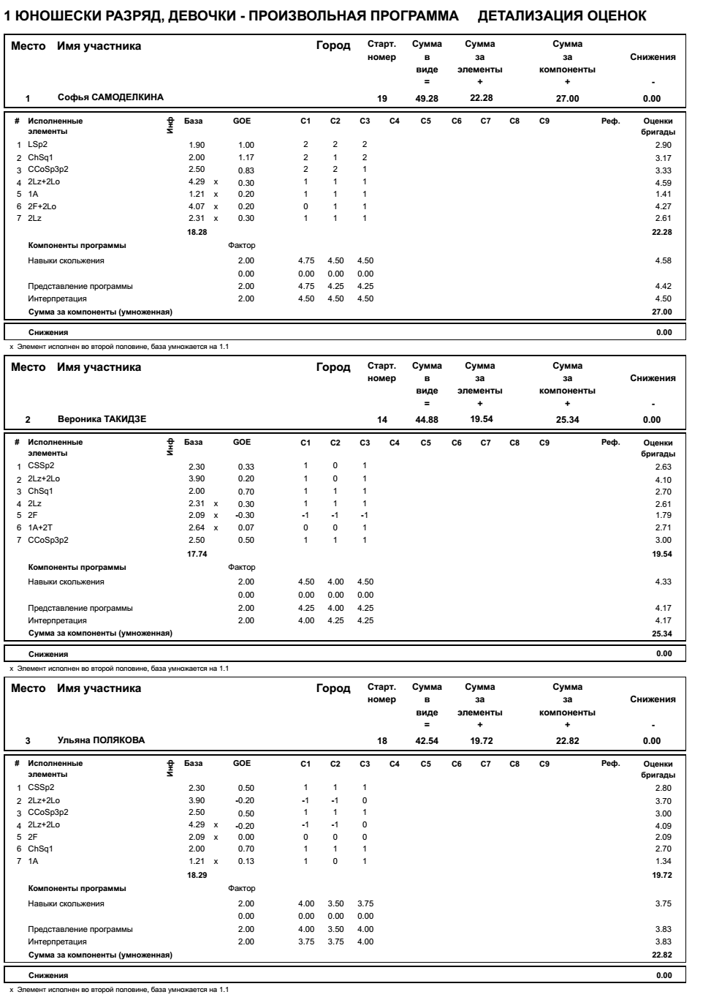 1 ЮНОШЕСКИ РАЗРЯД, ДЕВОЧКИ - ПРОИЗВОЛЬНАЯ ПРОГРАММА ДЕТАЛИЗАЦИЯ ОЦЕНОК
Место Имя участника Город Старт. Сумма Сумма Сумма
номер в за за Снижения
виде элементы компоненты
= + + -
1 Софья САМОДЕЛКИНА 19 49.28 22.28 27.00 0.00
# Исполненные Инф База GOE C1 C2 C3 C4 C5 C6 C7 C8 C9 Реф. Оценки
элементы бригады
1 LSp2 1.90 1.00 2 2 2 2.90
2 ChSq1 2.00 1.17 2 1 2 3.17
3 CCoSp3p2 2.50 0.83 2 2 1 3.33
4 2Lz+2Lo 4.29 x 0.30 1 1 1 4.59
5 1A 1.21 x 0.20 1 1 1 1.41
6 2F+2Lo 4.07 x 0.20 0 1 1 4.27
7 2Lz 2.31 x 0.30 1 1 1 2.61
18.28 22.28
Компоненты программы Фактор
Навыки скольжения 2.00 4.75 4.50 4.50 4.58
0.00 0.00 0.00 0.00
Представление программы 2.00 4.75 4.25 4.25 4.42
Интерпретация 2.00 4.50 4.50 4.50 4.50
Сумма за компоненты (умноженная) 27.00
Снижения 0.00
x Элемент исполнен во второй половине, база умножается на 1.1
Место Имя участника Город Старт. Сумма Сумма Сумма
номер в за за Снижения
виде элементы компоненты
= + + -
2 Вероника ТАКИДЗЕ 14 44.88 19.54 25.34 0.00
# Исполненные Инф База GOE C1 C2 C3 C4 C5 C6 C7 C8 C9 Реф. Оценки
элементы бригады
1 CSSp2 2.30 0.33 1 0 1 2.63
2 2Lz+2Lo 3.90 0.20 1 0 1 4.10
3 ChSq1 2.00 0.70 1 1 1 2.70
4 2Lz 2.31 x 0.30 1 1 1 2.61
5 2F 2.09 x -0.30 -1 -1 -1 1.79
6 1A+2T 2.64 x 0.07 0 0 1 2.71
7 CCoSp3p2 2.50 0.50 1 1 1 3.00
17.74 19.54
Компоненты программы Фактор
Навыки скольжения 2.00 4.50 4.00 4.50 4.33
0.00 0.00 0.00 0.00
Представление программы 2.00 4.25 4.00 4.25 4.17
Интерпретация 2.00 4.00 4.25 4.25 4.17
Сумма за компоненты (умноженная) 25.34
Снижения 0.00
x Элемент исполнен во второй половине, база умножается на 1.1
Место Имя участника Город Старт. Сумма Сумма Сумма
номер в за за Снижения
виде элементы компоненты
= + + -
3 Ульяна ПОЛЯКОВА 18 42.54 19.72 22.82 0.00
# Исполненные Инф База GOE C1 C2 C3 C4 C5 C6 C7 C8 C9 Реф. Оценки
элементы бригады
1 CSSp2 2.30 0.50 1 1 1 2.80
2 2Lz+2Lo 3.90 -0.20 -1 -1 0 3.70
3 CCoSp3p2 2.50 0.50 1 1 1 3.00
4 2Lz+2Lo 4.29 x -0.20 -1 -1 0 4.09
5 2F 2.09 x 0.00 0 0 0 2.09
6 ChSq1 2.00 0.70 1 1 1 2.70
7 1A 1.21 x 0.13 1 0 1 1.34
18.29 19.72
Компоненты программы Фактор
Навыки скольжения 2.00 4.00 3.50 3.75 3.75
0.00 0.00 0.00 0.00
Представление программы 2.00 4.00 3.50 4.00 3.83
Интерпретация 2.00 3.75 3.75 4.00 3.83
Сумма за компоненты (умноженная) 22.82
Снижения 0.00
x Элемент исполнен во второй половине, база умножается на 1.1